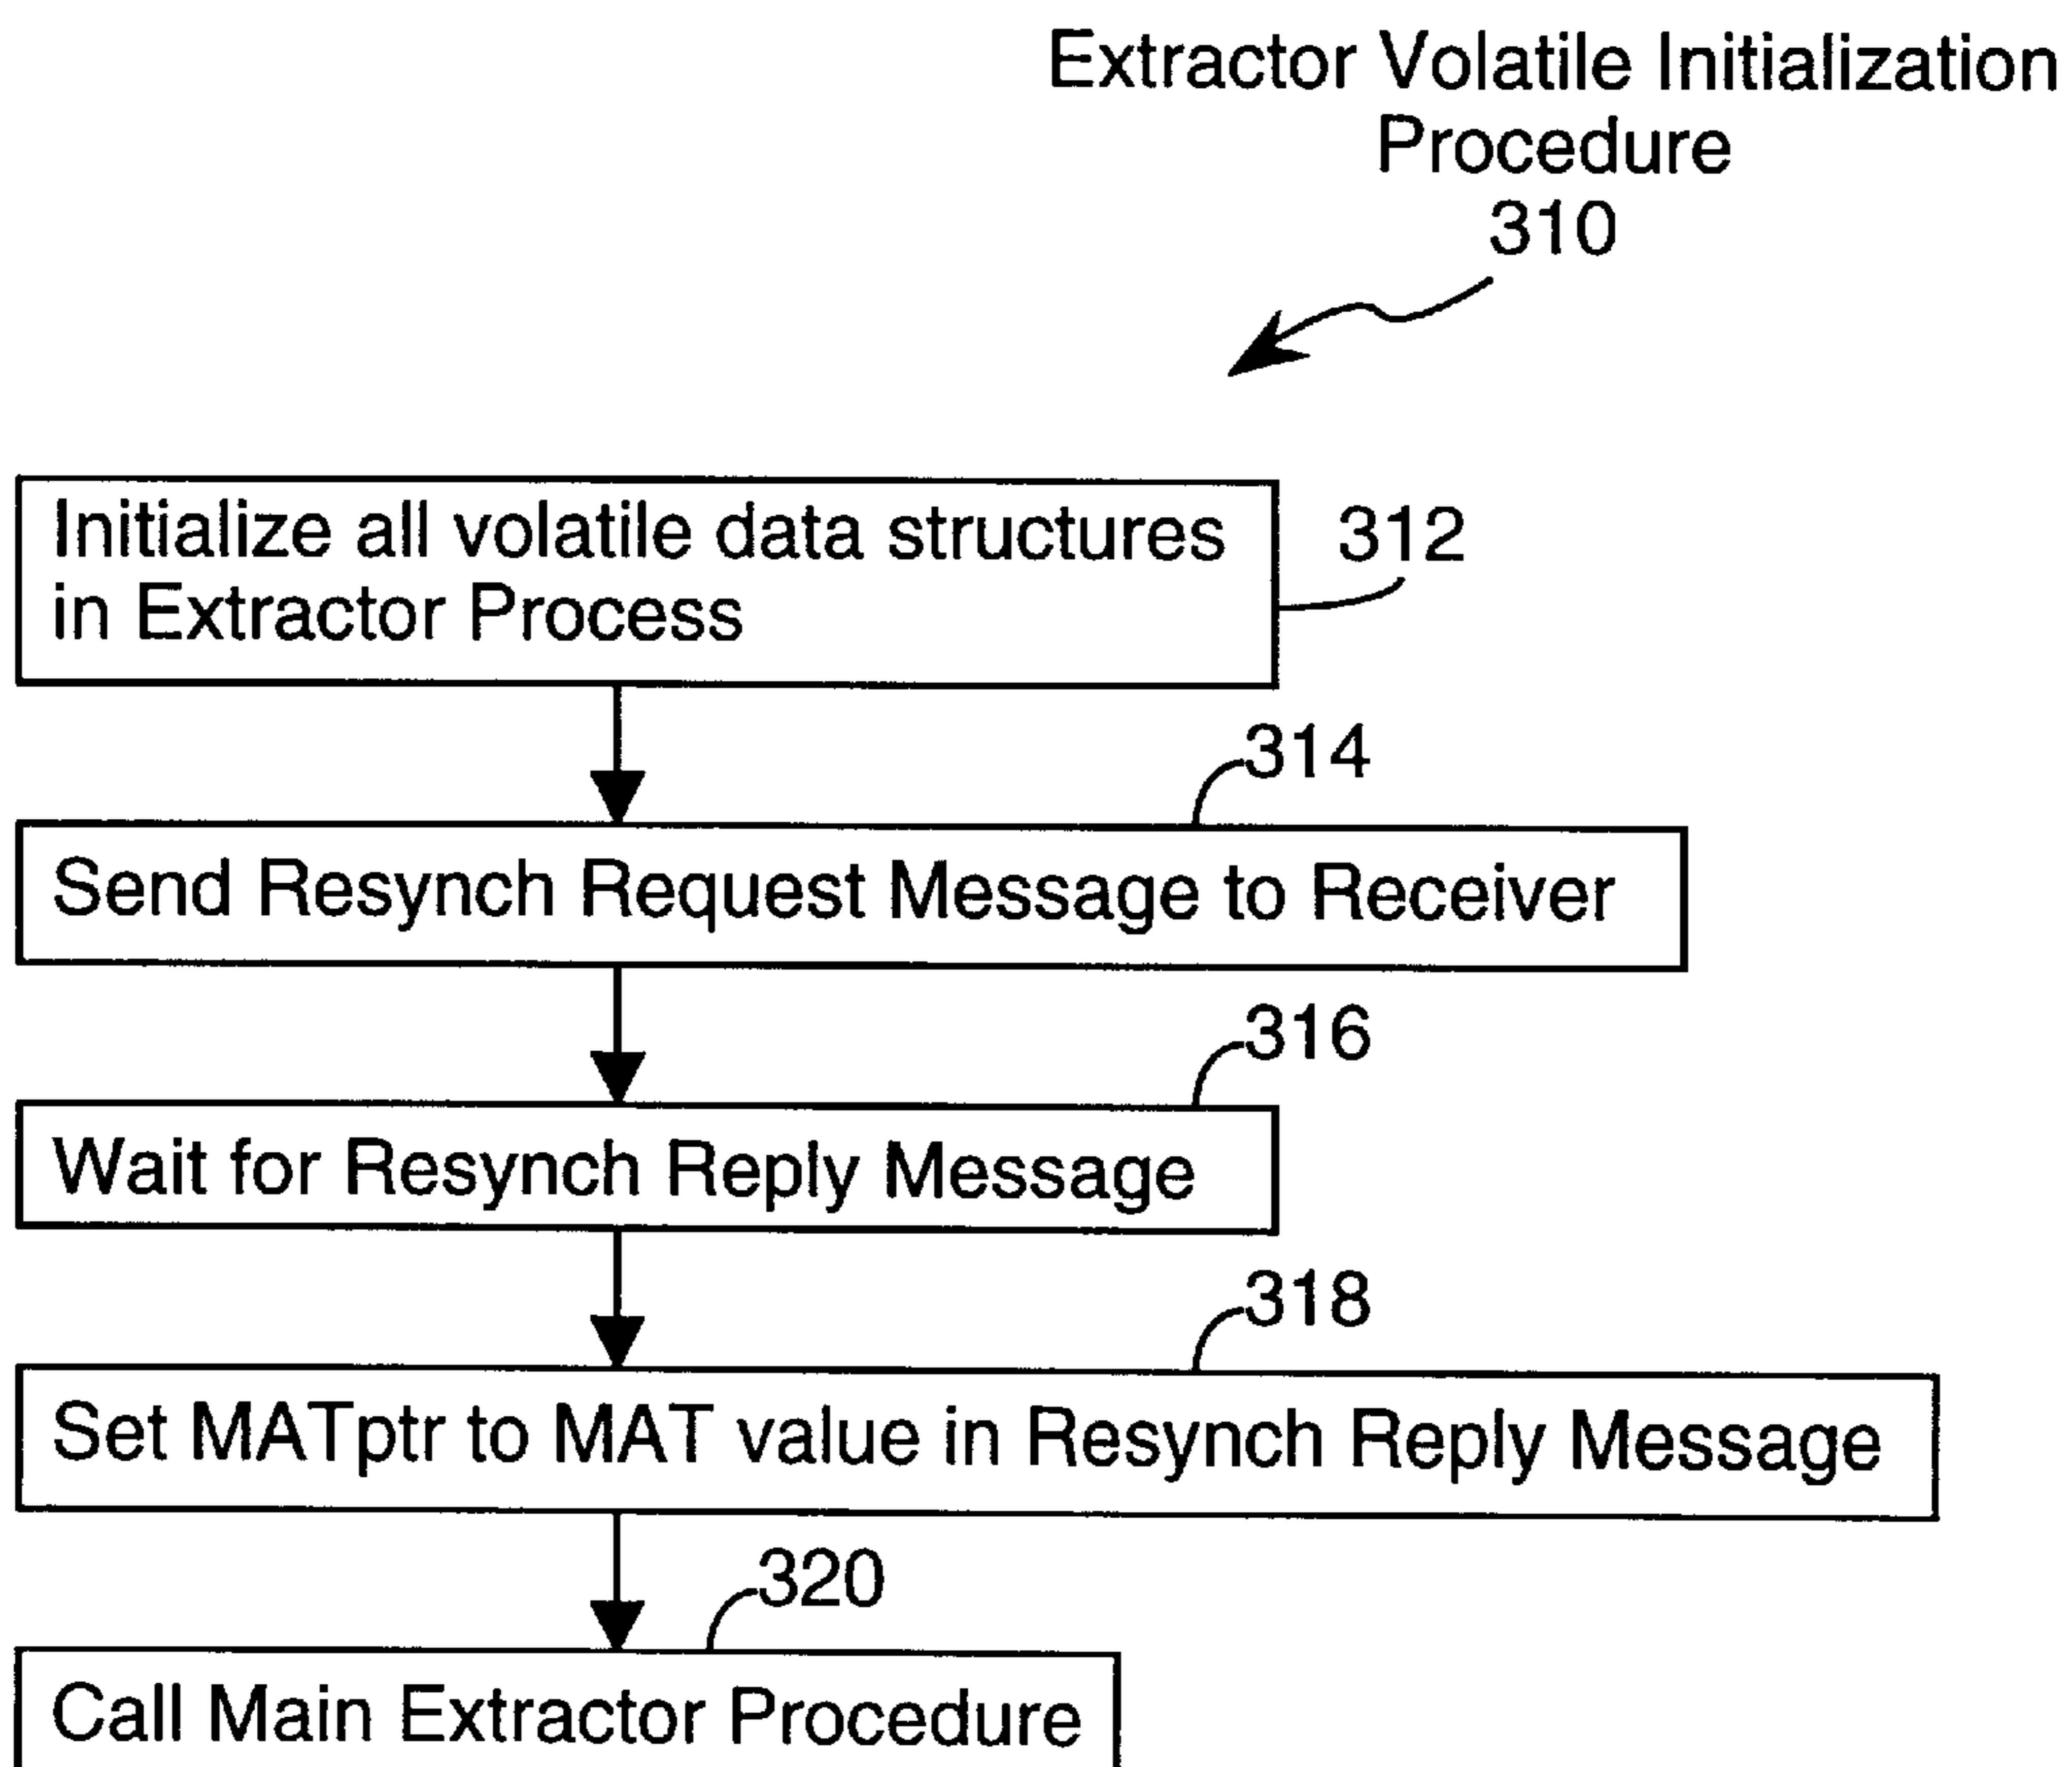 Extractor Volatile Initialization
Procedure
310
Initialize all volatile data structures
in Extractor Process
312
314
Send Resynch Request Message to Receiver
316
Wait for Resynch Reply Message
318
Set MATptr to MAT value in Resynch Reply Message
320
Call Main Extractor Procedure